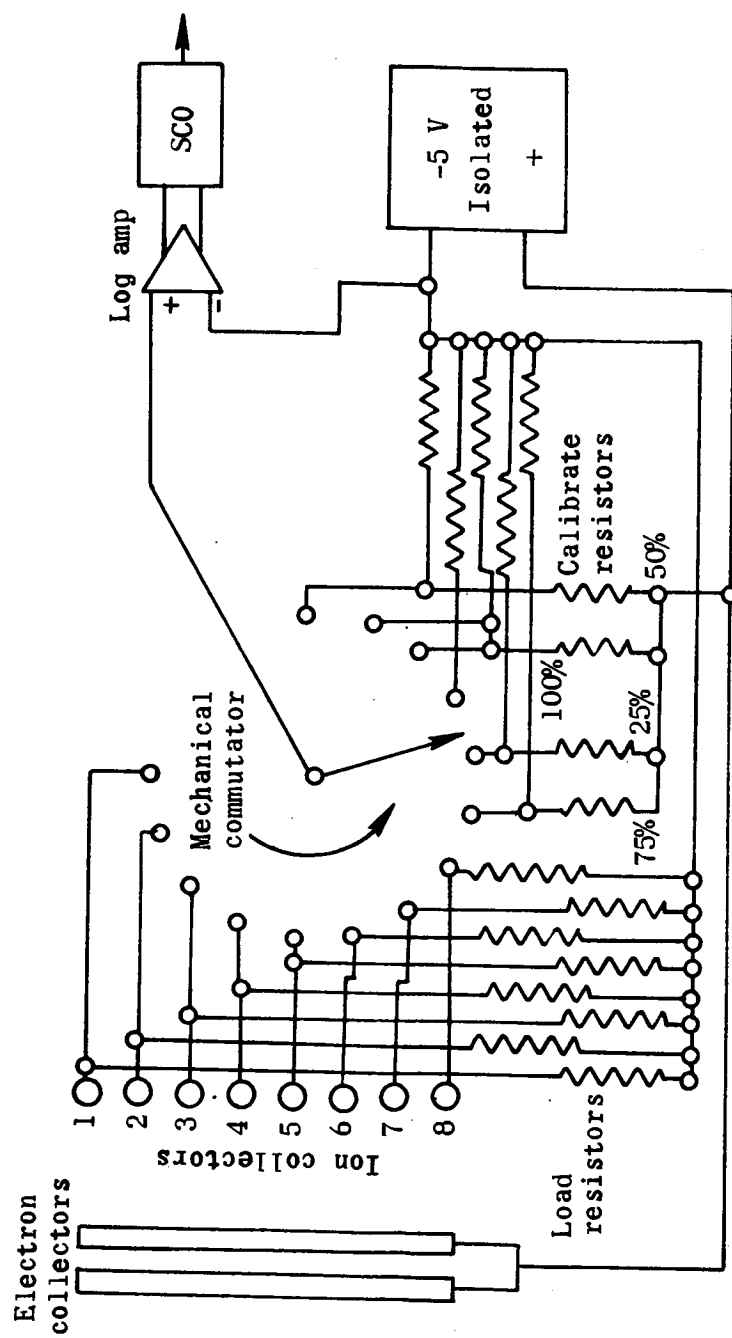 Electron
collectors
Ion collectors
1
2
3
4
5
6
7
8
Load
resistors
Mechanical
commutator
Log amp
+
-
SCO
-5 V
Isolated
+
Calibrate
resistors
75%
25%
100%
50%